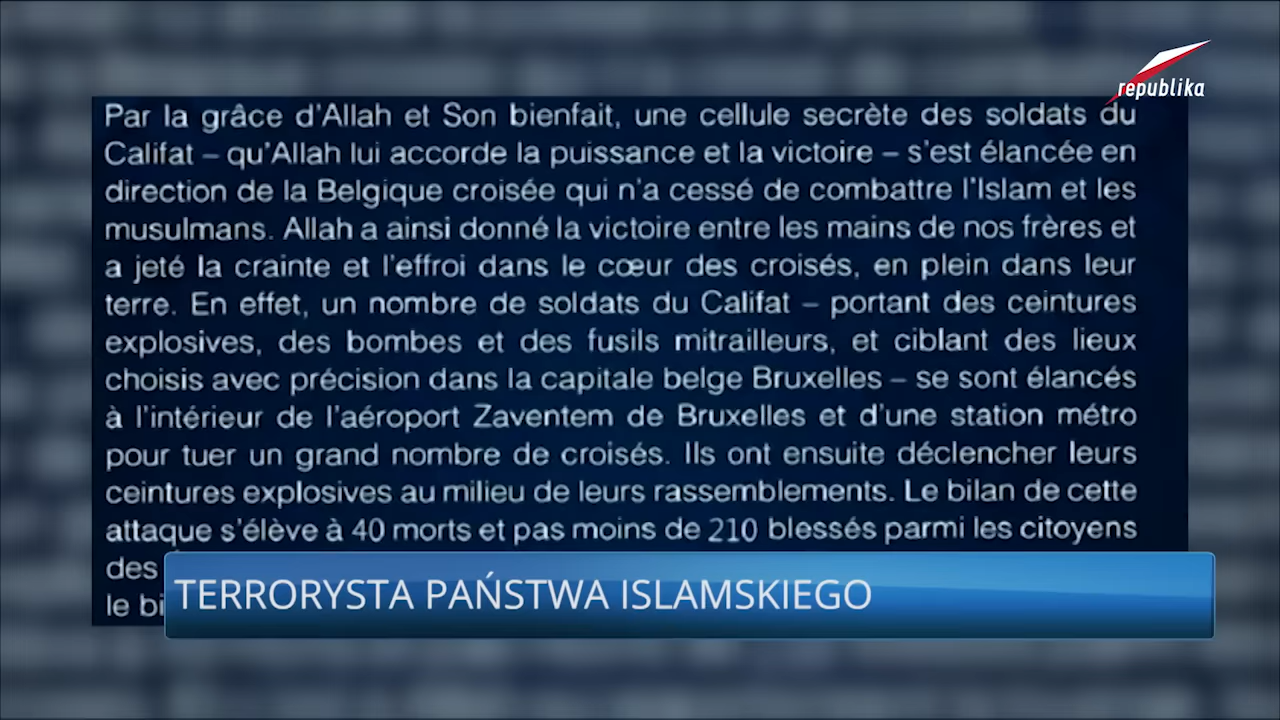 republika
Par la grâce d'Allah et Son bienfait, une cellule secrète des soldats du
Califat – qu'Allah lui accorde la puissance et la victoire – s'est élancée en
direction de la Belgique croisée qui n'a cessé de combattre l'Islam et les
musulmans. Allah a ainsi donné la victoire entre les mains de nos frères et
a jeté la crainte et l'effroi dans le cœur des croisés, en plein dans leur
terre. En effet, un nombre de soldats du Califat – portant des ceintures
explosives, des bombes et des fusils mitrailleurs, et ciblant des lieux
choisis avec précision dans la capitale belge Bruxelles – se sont élancés
à l'intérieur de l'aéroport Zaventem de Bruxelles et d'une station métro
pour tuer un grand nombre de croisés. Ils ont ensuite déclencher leurs
ceintures explosives au milieu de leurs rassemblements. Le bilan de cette
attaque s'élève à 40 morts et pas moins de 210 blessés parmi les citoyens
des
le bi
TERRORYSTA PAŃSTWA ISLAMSKIEGO